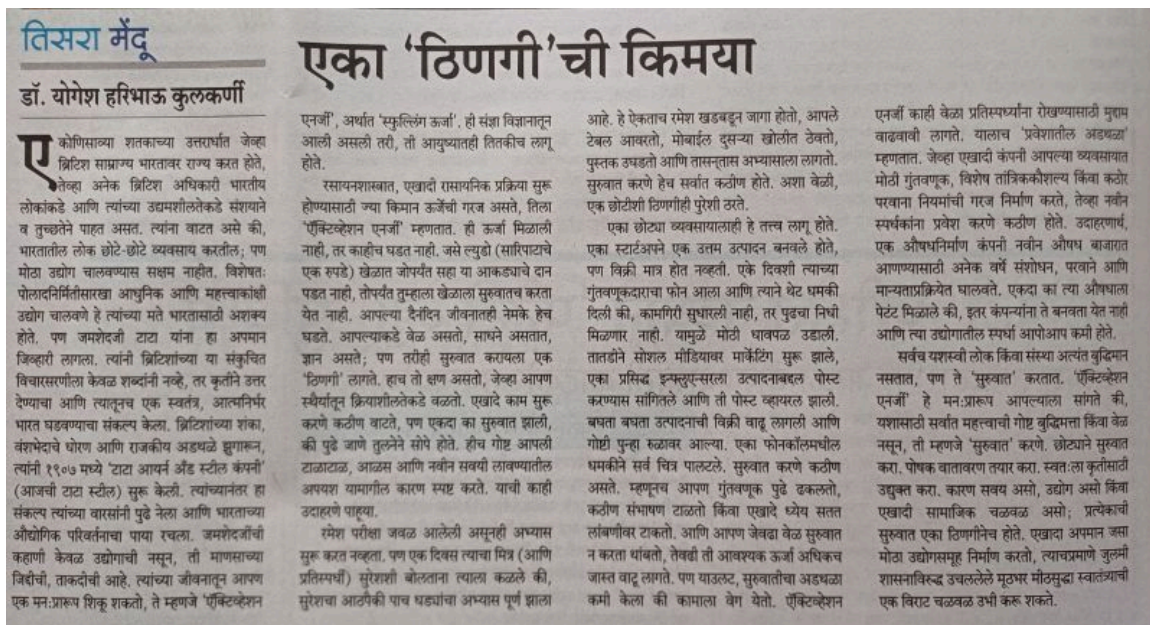 तिसरा मेंदू
डॉ. योगेश हरिभाऊ कुलकर्णी
एका ‘ठिणगी’ची किमया
एकोणिसाव्या शतकाच्या उत्तरार्धात जेव्हा
ब्रिटिश साम्राज्य भारतावर राज्य करत होते,
तेव्हा अनेक ब्रिटिश अधिकारी भारतीय
लोकांकडे आणि त्यांच्या उद्यमशीलतेकडे संशयाने
व तुच्छतेने पाहत असत. त्यांना वाटत असे की,
भारतातील लोक छोटे-छोटे व्यवसाय करतील; पण
मोठा उद्योग चालवण्यास सक्षम नाहीत. विशेषतः
पोलादनिर्मितीसारखा आधुनिक आणि महत्त्वाकांक्षी
उद्योग चालवणे हे त्यांच्या मते भारतासाठी अशक्य
होते. पण जमशेदजी टाटा यांना हा अपमान
जिव्हारी लागला. त्यांनी ब्रिटिशांच्या या संकुचित
विचारसरणीला केवळ शब्दांनी नव्हे, तर कृतीने उत्तर
देण्याचा आणि त्यातूनच एक स्वतंत्र, आत्मनिर्भर
भारत घडवण्याचा संकल्प केला. ब्रिटिशांच्या शंका,
वंशभेदाचे धोरण आणि राजकीय अडथळे झुगारून,
त्यांनी १९०७ मध्ये ‘टाटा आयर्न अँड स्टील कंपनी’
(आजची टाटा स्टील) सुरू केली. त्यांच्यानंतर हा
संकल्प त्यांच्या वारसांनी पुढे नेला आणि भारताच्या
औद्योगिक परिवर्तनाचा पाया रचला. जमशेदजींची
कहाणी केवळ उद्योगाची नसून, ती माणसाच्या
जिद्दीची, ताकदीची आहे. त्यांच्या जीवनातून आपण
एक मन:प्रारूप शिकू शकतो, ते म्हणजे ‘ऍक्टिव्हेशन
एनर्जी’, अर्थात ‘स्फुल्लिंग ऊर्जा’. ही संज्ञा विज्ञानातून
आली असली तरी, ती आयुष्यातही तितकीच लागू
होते.
रसायनशास्त्रात, एखादी रासायनिक प्रक्रिया सुरू
होण्यासाठी ज्या किमान ऊर्जेची गरज असते, तिला
‘ऍक्टिव्हेशन एनर्जी’ म्हणतात. ही ऊर्जा मिळाली
नाही, तर काहीच घडत नाही. जसे ल्युडो (सारिपाटाचे
एक रुपडे) खेळात जोपर्यंत सहा या आकड्याचे दान
पडत नाही, तोपर्यंत तुम्हाला खेळाला सुरुवातच करता
येत नाही. आपल्या दैनंदिन जीवनातही नेमके हेच
घडते. आपल्याकडे वेळ असतो, साधने असतात,
ज्ञान असते; पण तरीही सुरुवात करायला एक
‘ठिणगी’ लागते. हाच तो क्षण असतो, जेव्हा आपण
स्थैर्यातून क्रियाशीलतेकडे वळतो. एखादे काम सुरू
करणे कठीण वाटते, पण एकदा का सुरुवात झाली,
की पुढे जाणे तुलनेने सोपे होते. हीच गोष्ट आपली
टाळाटाळ, आळस आणि नवीन सवयी लावण्यातील
अपयश यामागील कारण स्पष्ट करते. याची काही
उदाहरणे पाहूया.
रमेश परीक्षा जवळ आलेली असूनही अभ्यास
सुरू करत नव्हता. पण एक दिवस त्याचा मित्र (आणि
प्रतिस्पर्धी) सुरेशशी बोलताना त्याला कळले की,
सुरेशचा आठपैकी पाच घड्यांचा अभ्यास पूर्ण झाला
आहे. हे ऐकताच रमेश खडबडून जागा होतो, आपले
टेबल आवरतो, मोबाईल दुसऱ्या खोलीत ठेवतो,
पुस्तक उघडतो आणि तासन्‌तास अभ्यासाला लागतो.
सुरुवात करणे हेच सर्वात कठीण होते. अशा वेळी,
एक छोटीशी ठिणगीही पुरेशी ठरते.
एका छोट्या व्यवसायालाही हे तत्त्व लागू होते.
एका स्टार्टअपने एक उत्तम उत्पादन बनवले होते,
पण विक्री मात्र होत नव्हती. एके दिवशी त्याच्या
गुंतवणूकदाराचा फोन आला आणि त्याने थेट धमकी
दिली की, कामगिरी सुधारली नाही, तर पुढचा निधी
मिळणार नाही. यामुळे मोठी धावपळ उडाली.
तातडीने सोशल मीडियावर मार्केटिंग सुरू झाले,
एका प्रसिद्ध इन्फ्लुएन्सरला उत्पादनाबद्दल पोस्ट
करण्यास सांगितले आणि ती पोस्ट व्हायरल झाली.
बघता बघता उत्पादनाची विक्री वाढू लागली आणि
गोष्टी पुन्हा रुळावर आल्या. एका फोनकॉलमधील
धमकीने सर्व चित्र पालटले. सुरुवात करणे कठीण
असते. म्हणूनच आपण गुंतवणूक पुढे ढकलतो,
कठीण संभाषण टाळतो किंवा एखादे ध्येय सतत
लांबणीवर टाकतो. आणि आपण जेवढा वेळ सुरुवात
न करता थांबतो, तेवढी ती आवश्यक ऊर्जा अधिकच
जास्त वाटू लागते. पण याउलट, सुरुवातीचा अडथळा
कमी केला की कामाला वेग येतो. ऍक्टिव्हेशन
एनर्जी काही वेळा प्रतिस्पर्ध्यांना रोखण्यासाठी मुद्दाम
वाढवावी लागते. यालाच ‘प्रवेशातील अडथळा’
म्हणतात. जेव्हा एखादी कंपनी आपल्या व्यवसायात
मोठी गुंतवणूक, विशेष तांत्रिककौशल्य किंवा कठोर
परवाना नियमांची गरज निर्माण करते, तेव्हा नवीन
स्पर्धकांना प्रवेश करणे कठीण होते. उदाहरणार्थ,
एक औषधनिर्माण कंपनी नवीन औषध बाजारात
आणण्यासाठी अनेक वर्षे संशोधन, परवाने आणि
मान्यताप्रक्रियेत घालवते. एकदा का त्या औषधाला
पेटंट मिळाले की, इतर कंपन्यांना ते बनवता येत नाही
आणि त्या उद्योगातील स्पर्धा आपोआप कमी होते.
सर्वच यशस्वी लोक किंवा संस्था अत्यंत बुद्धिमान
नसतात, पण ते ‘सुरुवात’ करतात. ‘ऍक्टिव्हेशन
एनर्जी’ हे मन:प्रारूप आपल्याला सांगते की,
यशासाठी सर्वात महत्त्वाची गोष्ट बुद्धिमत्ता किंवा वेळ
नसून, ती म्हणजे ‘सुरुवात’ करणे. छोट्याने सुरुवात
करा. पोषक वातावरण तयार करा. स्वत:ला कृतीसाठी
उद्युक्त करा. कारण सवय असो, उद्योग असो किंवा
एखादी सामाजिक चळवळ असो; प्रत्येकाची
सुरुवात एका ठिणगीनेच होते. एखादा अपमान जसा
मोठा उद्योगसमूह निर्माण करतो, त्याचप्रमाणे जुलमी
शासनाविरुद्ध उचललेले मूठभर मीठसुद्धा स्वातंत्र्याची
एक विराट चळवळ उभी करू शकते.